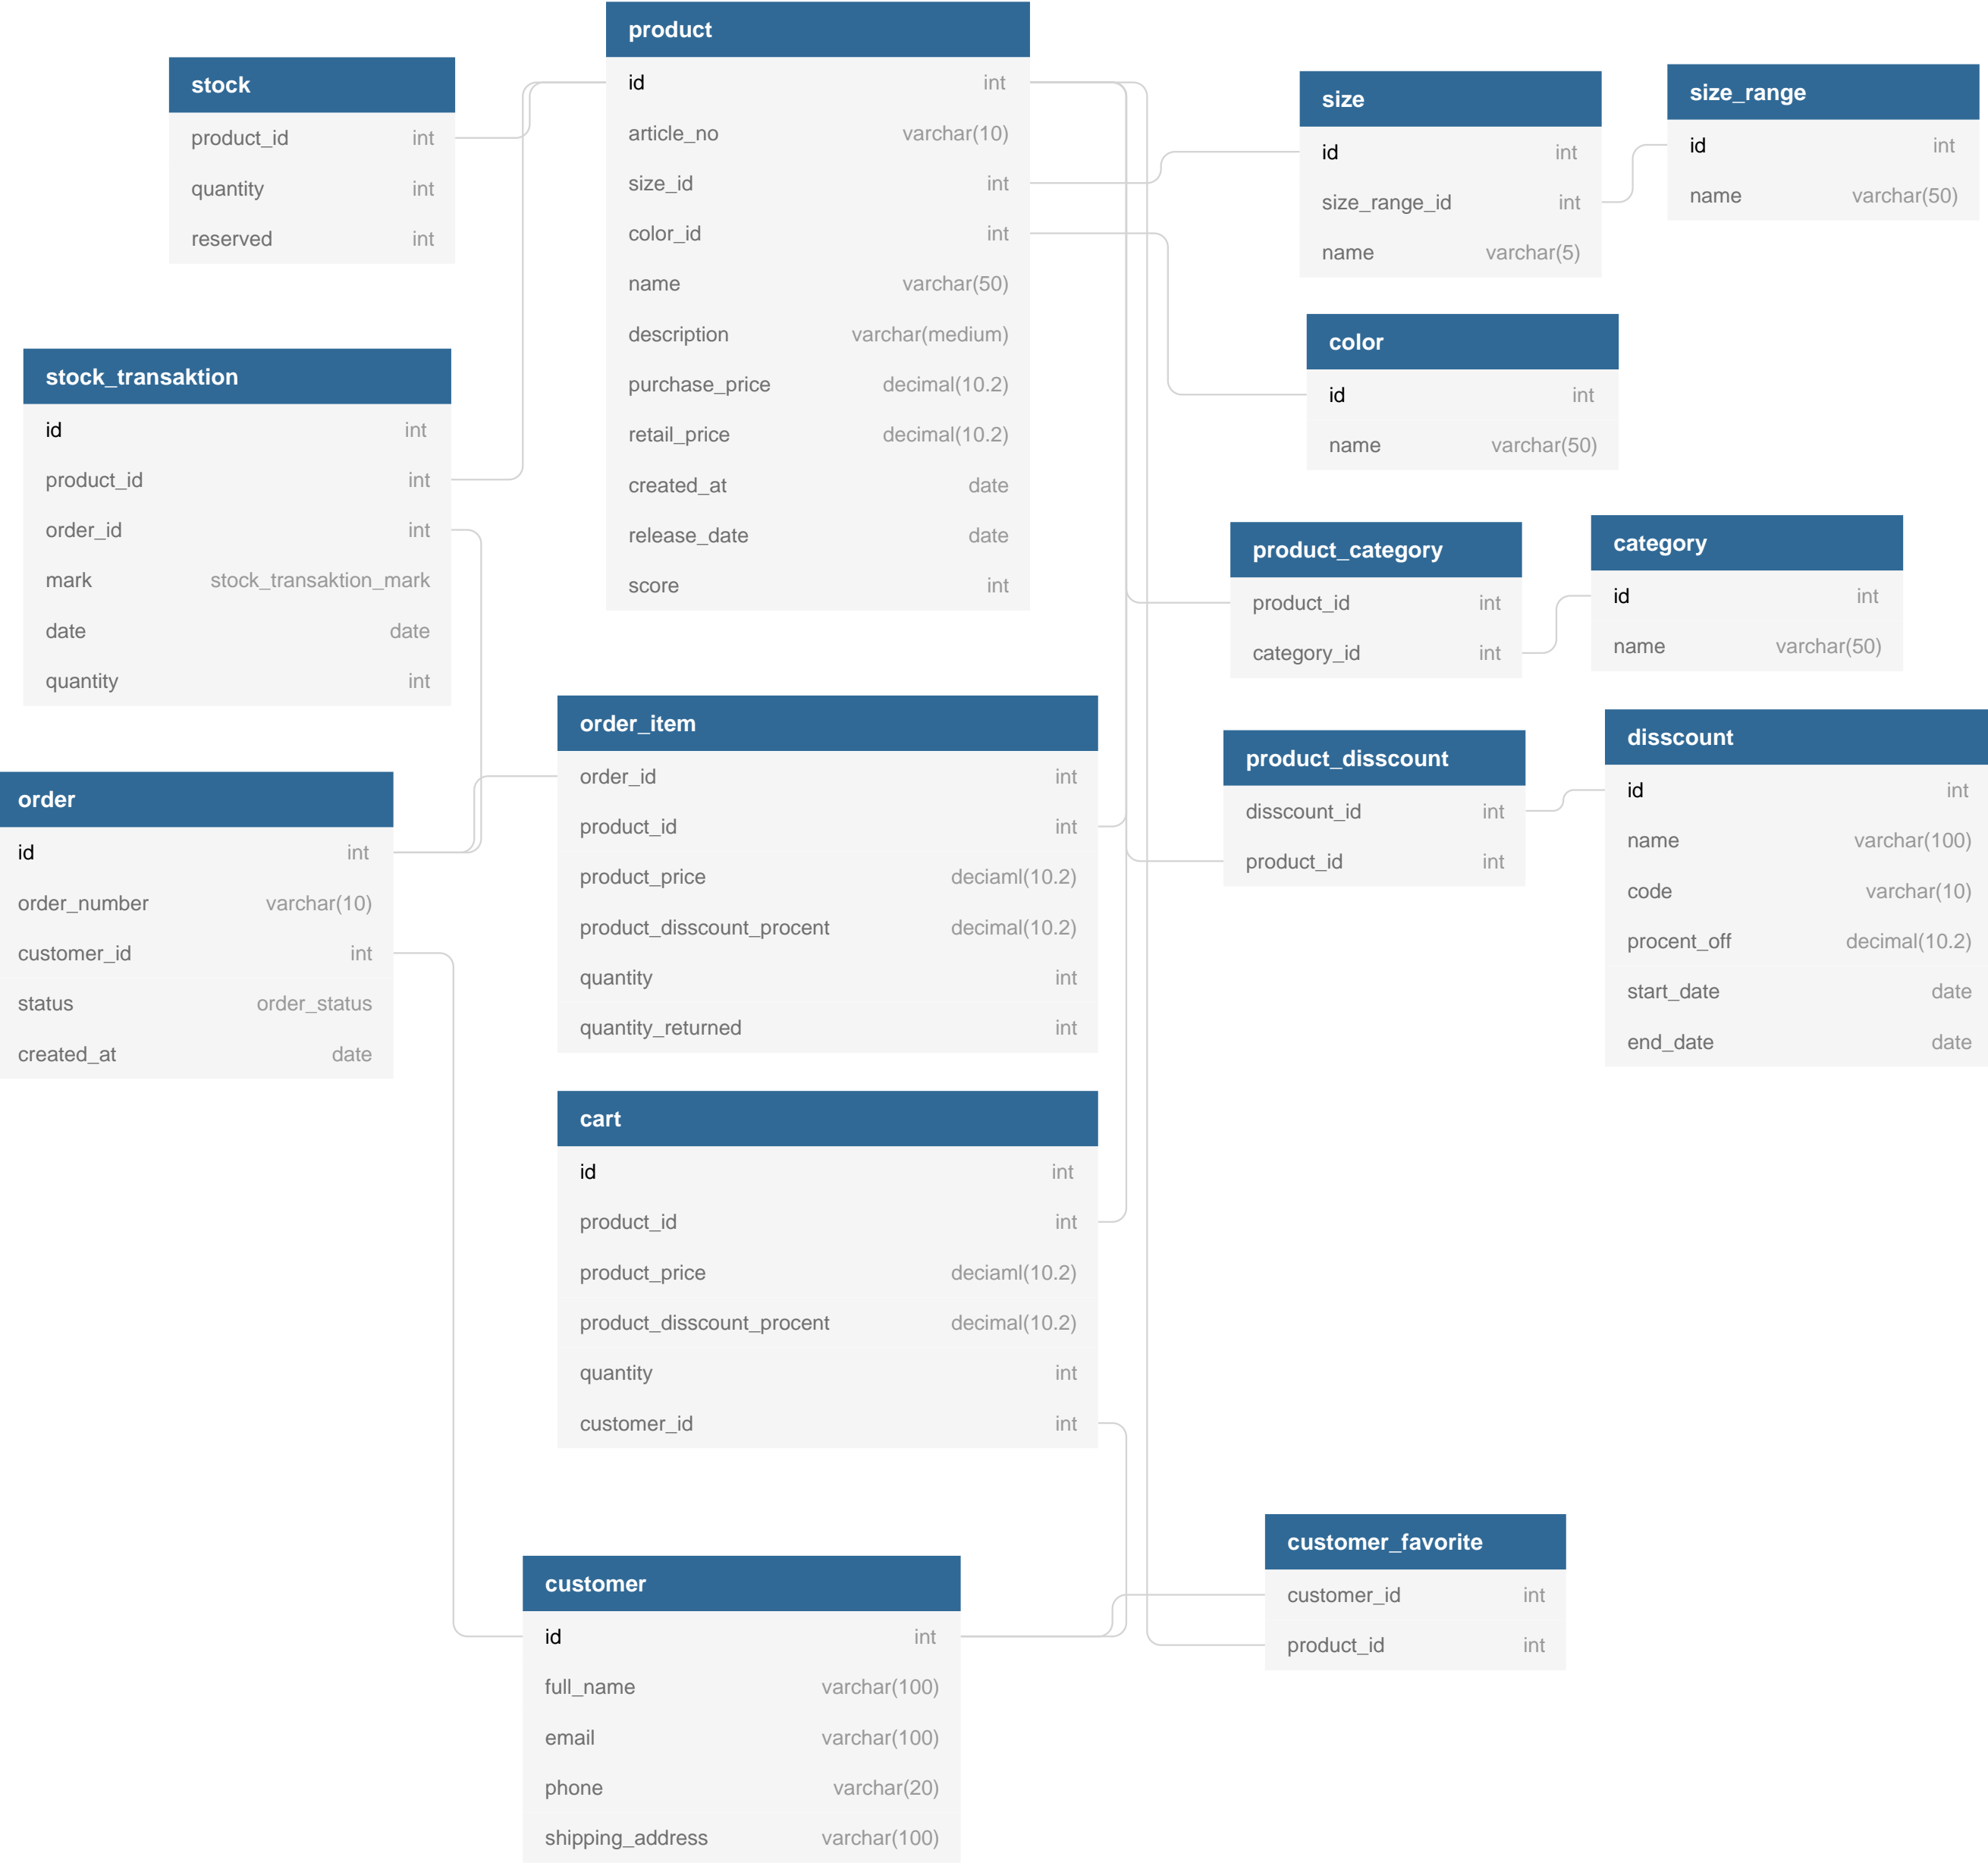 product
id int
article_no varchar(10)
size_id int
color_id int
name varchar(50)
description varchar(medium)
purchase_price decimal(10.2)
retail_price decimal(10.2)
created_at date
release_date date
score int
stock
product_id int
quantity int
reserved int
size
id int
size_range_id int
name varchar(5)
size_range
id int
name varchar(50)
color
id int
name varchar(50)
stock_transaktion
id int
product_id int
order_id int
mark stock_transaktion_mark
date date
quantity int
product_category
product_id int
category_id int
category
id int
name varchar(50)
order_item
order_id int
product_id int
product_price deciaml(10.2)
product_disscount_procent decimal(10.2)
quantity int
quantity_returned int
product_disscount
disscount_id int
product_id int
disscount
id int
name varchar(100)
code varchar(10)
procent_off decimal(10.2)
start_date date
end_date date
order
id int
order_number varchar(10)
customer_id int
status order_status
created_at date
cart
id int
product_id int
product_price deciaml(10.2)
product_disscount_procent decimal(10.2)
quantity int
customer_id int
customer_favorite
customer_id int
product_id int
customer
id int
full_name varchar(100)
email varchar(100)
phone varchar(20)
shipping_address varchar(100)